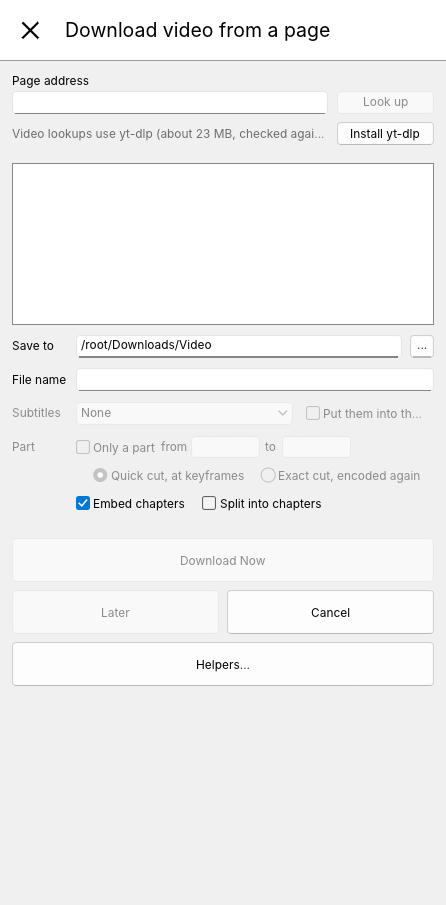 Download video from a page
Page address
Look up
Video lookups use yt-dlp (about 23 MB, checked agai...
Install yt-dlp
Save to
/root/Downloads/Video
...
File name
Subtitles
None
Put them into th...
Part
Only a part
from
to
Quick cut, at keyframes
Exact cut, encoded again
Embed chapters
Split into chapters
Download Now
Later
Cancel
Helpers...